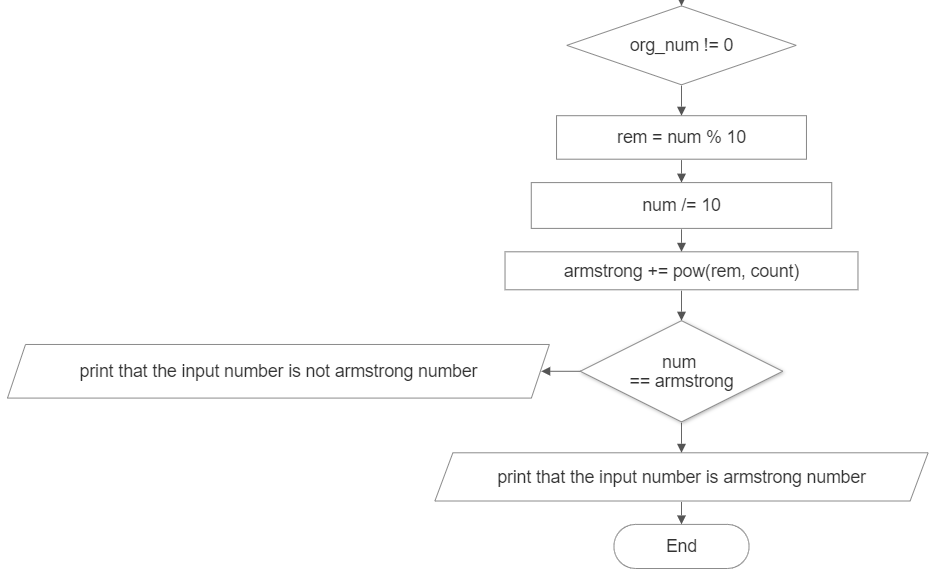 org_num != 0
rem = num % 10
num /= 10
armstrong += pow(rem, count)
num
== armstrong
print that the input number is not armstrong number
print that the input number is armstrong number
End